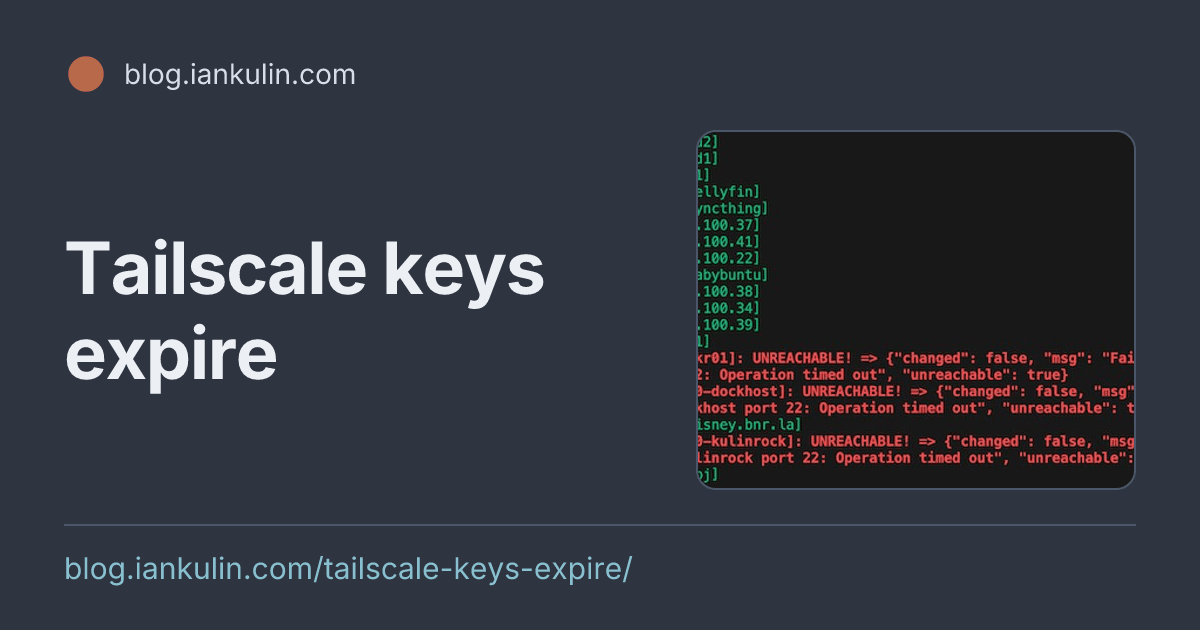 blog.iankulin.com
Tailscale keys
expire
d2]
d1]
1]
ellyfin]
yncthing]
.100.37]
.100.41]
.100.22]
abybuntu]
.100.38]
.100.34]
.100.39]
1]
kr01]: UNREACHABLE! => {"changed": false, "msg": "Fai
2: Operation timed out", "unreachable": true}
0-dockhost]: UNREACHABLE! => {"changed": false, "msg"
khost port 22: Operation timed out", "unreachable": t
isney.bnr.la]
0-kulinrock]: UNREACHABLE! => {"changed": false, "msg
linrock port 22: Operation timed out", "unreachable":
oj]
blog.iankulin.com/tailscale-keys-expire/